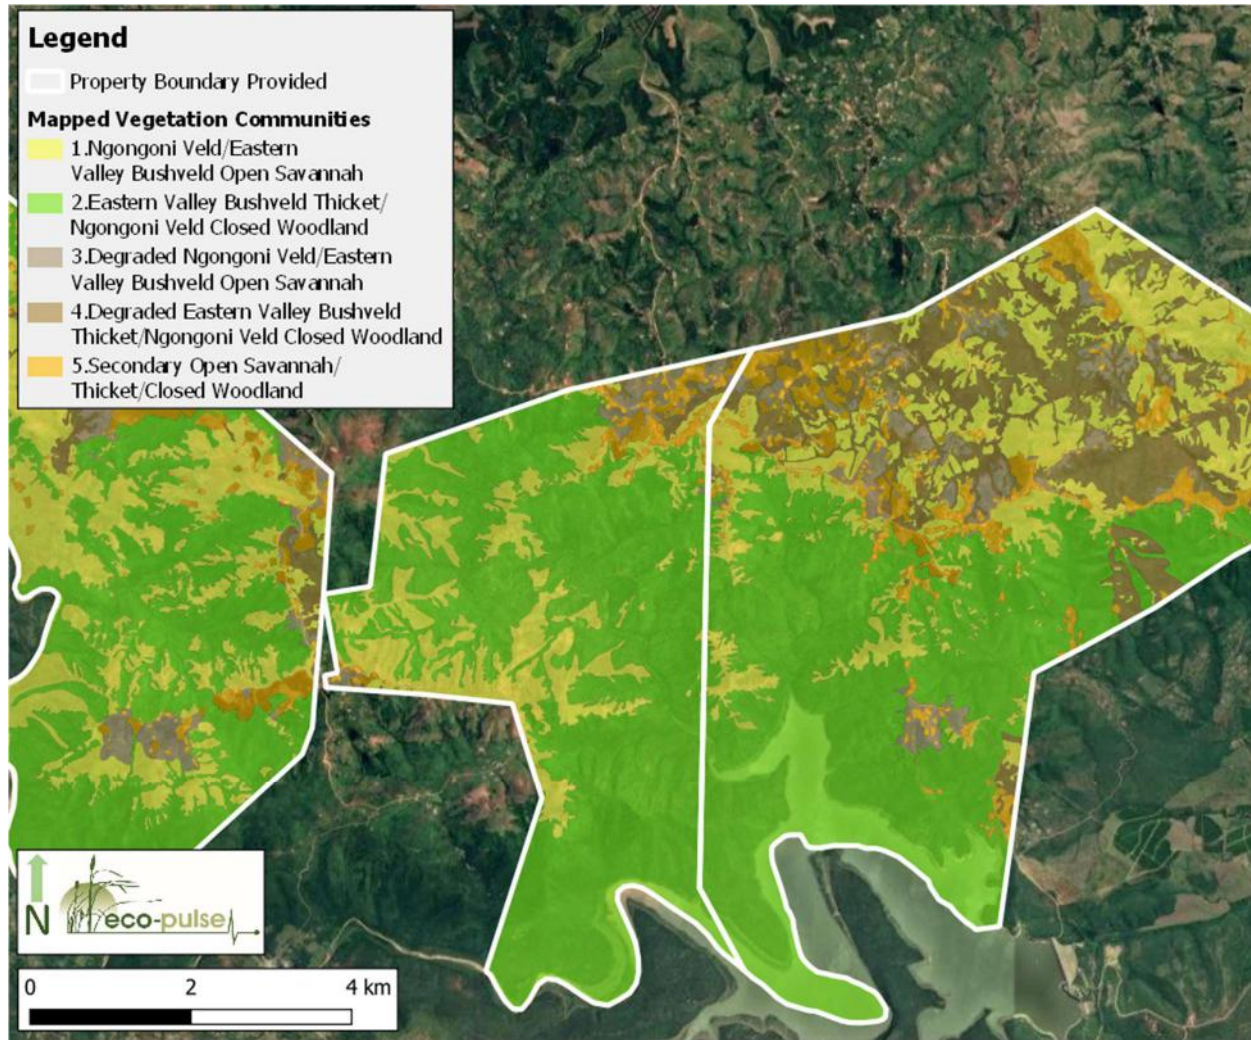 Legend
Property Boundary Provided
Mapped Vegetation Communities
1.Ngongoni Veld/Eastern
Valley Bushveld Open Savannah
2.Eastern Valley Bushveld Thicket/
Ngongoni Veld Closed Woodland
3.Degraded Ngongoni Veld/Eastern
Valley Bushveld Open Savannah
4.Degraded Eastern Valley Bushveld
Thicket/Ngongoni Veld Closed Woodland
5.Secondary Open Savannah/
Thicket/Closed Woodland
N
eco-pulse
0 2 4 km